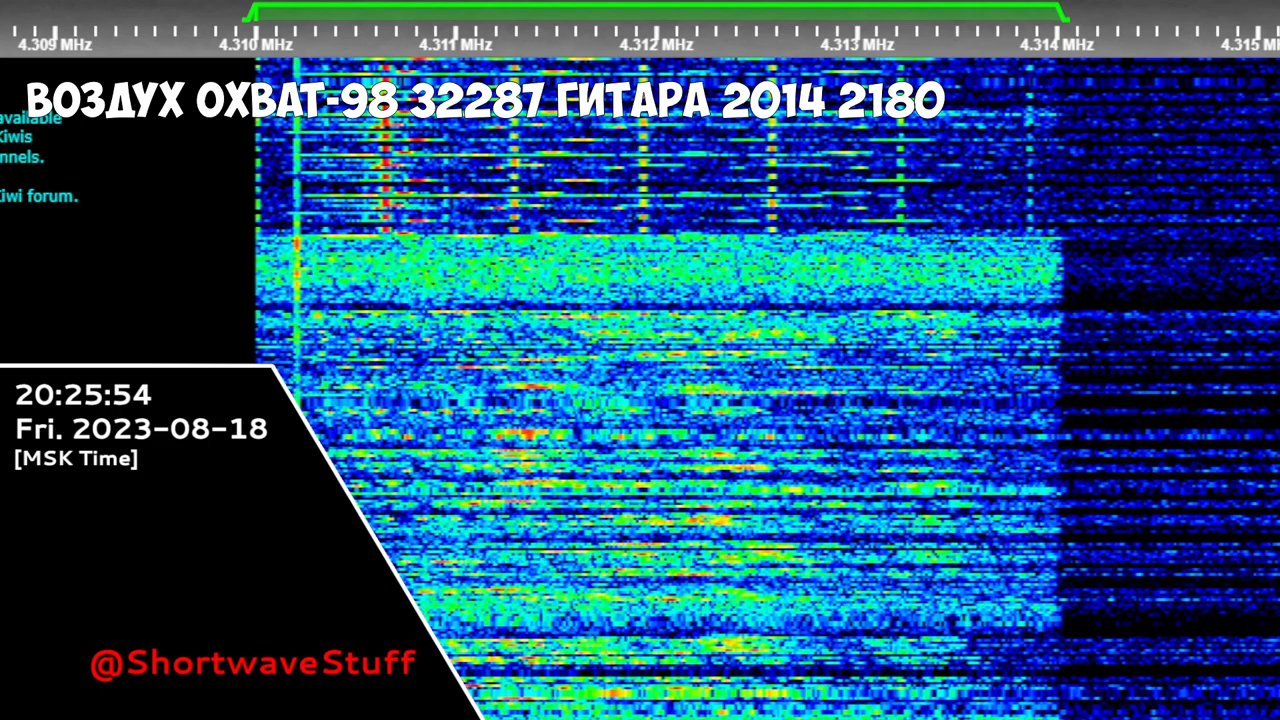 4.309 MHz 4.310 MHz 4.311 MHz 4.312 MHz 4.313 MHz 4.314 MHz 4.315 M
ВОЗДУХ ОХВАТ-98 32287 ГИТАРА 2014 2180
available
Kiwis
nnels.
iwi forum.
20:25:54
Fri. 2023-08-18
[MSK Time]
@ShortwaveStuff